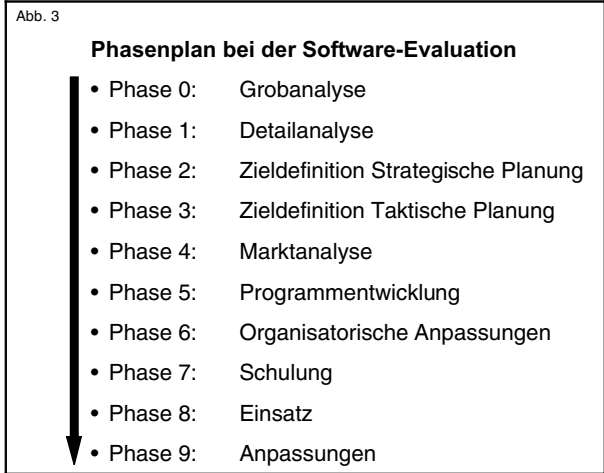 Abb. 3
Phasenplan bei der Software-Evaluation
• Phase 0: Grobanalyse
• Phase 1: Detailanalyse
• Phase 2: Zieldefinition Strategische Planung
• Phase 3: Zieldefinition Taktische Planung
• Phase 4: Marktanalyse
• Phase 5: Programmentwicklung
• Phase 6: Organisatorische Anpassungen
• Phase 7: Schulung
• Phase 8: Einsatz
• Phase 9: Anpassungen